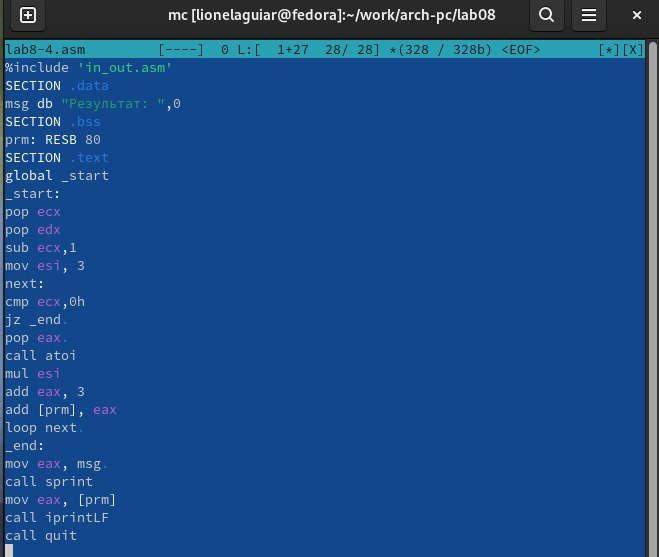 mc [lionelaguiar@fedora]:~/work/arch-pc/lab08
lab8-4.asm [----] 0 L:[ 1+27 28/ 28] *(328 / 328b) <EOF> [*][X]
%include 'in_out.asm'
SECTION .data
msg db "Результат: ",0
SECTION .bss
prm: RESB 80
SECTION .text
global _start
_start:
pop ecx
pop edx
sub ecx,1
mov esi, 3
next:
cmp ecx,0h
jz _end.
pop eax.
call atoi
mul esi
add eax, 3
add [prm], eax
loop next.
_end:
mov eax, msg.
call sprint
mov eax, [prm]
call iprintLF
call quit